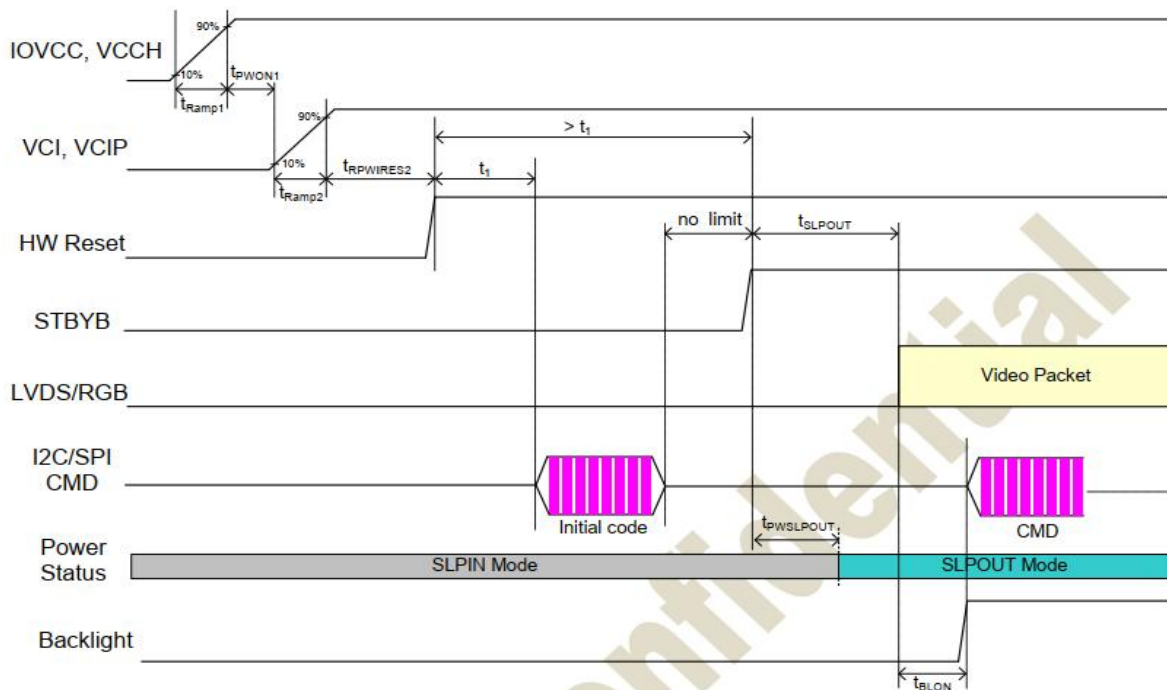 IOVCC, VCCH
90%
10%
tRamp1
tPWON1
VCI, VCIP
90%
10%
tRamp2
tRPWIRES2
> t1
t1
HW Reset
no limit
tSLPOUT
STBYB
LVDS/RGB
Video Packet
I2C/SPI
CMD
Initial code
CMD
tPWSLPOUT
Power
Status
SLPIN Mode
SLPOUT Mode
Backlight
tBLON
nfidential